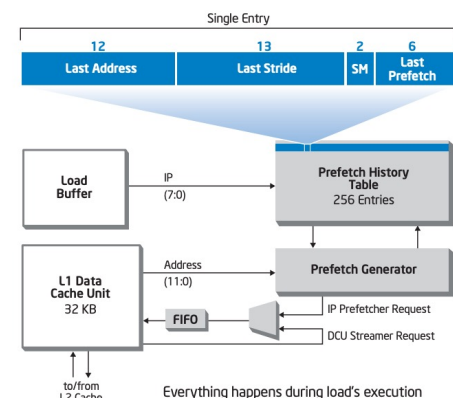 Single Entry
12 13 2 6
Last Address Last Stride SM Last Prefetch
Load Buffer
IP
(7:0)
Prefetch History Table
256 Entries
L1 Data Cache Unit
32 KB
Address
(11:0)
Prefetch Generator
FIFO
IP Prefetcher Request
DCU Streamer Request
to/from
L2 Cache
Everything happens during load's execution